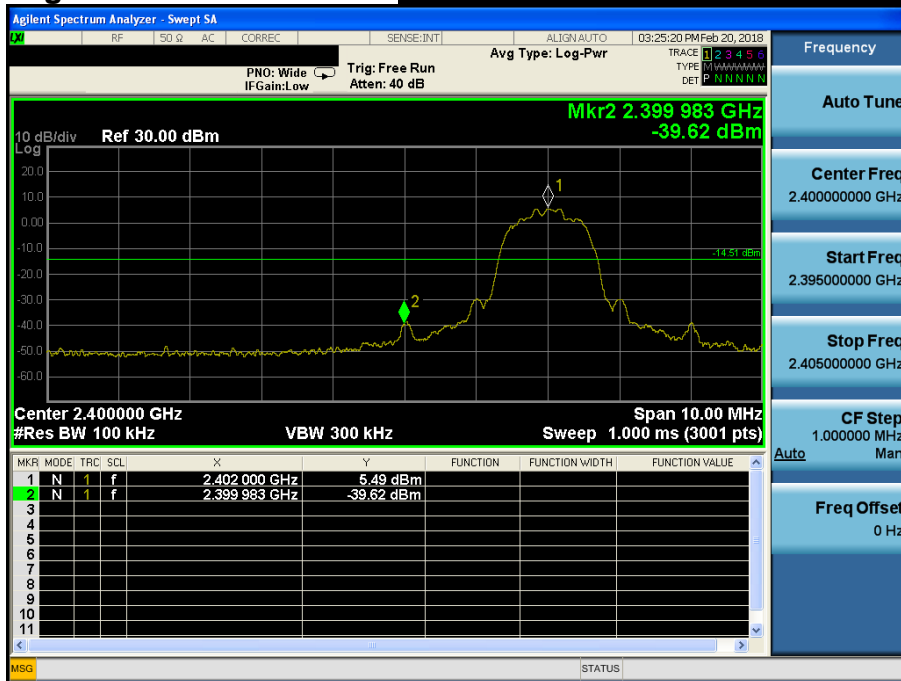 Agilent Spectrum Analyzer - Swept SA
LXI RF 50 Ω AC CORREC SENSE:INT ALIGN AUTO 03:25:20 PM Feb 20, 2018
Avg Type: Log-Pwr TRACE 1 2 3 4 5 6
PNO: Wide Trig: Free Run TYPE M W W W W W
IFGain:Low Atten: 40 dB DET P N N N N N
Frequency
Auto Tune
Center Freq
2.400000000 GHz
Start Freq
2.395000000 GHz
Stop Freq
2.405000000 GHz
CF Step
1.000000 MHz
Auto Man
Freq Offset
0 Hz
Mkr2 2.399 983 GHz
-39.62 dBm
10 dB/div Ref 30.00 dBm
Log
20.0
10.0
0.00
-10.0
-20.0
-30.0
-40.0
-50.0
-60.0
1
2
-14.51 dBm
Center 2.400000 GHz Span 10.00 MHz
#Res BW 100 kHz VBW 300 kHz Sweep 1.000 ms (3001 pts)
MKR MODE TRC SCL X Y FUNCTION FUNCTION WIDTH FUNCTION VALUE
1 N 1 f 2.402 000 GHz 5.49 dBm
2 N 1 f 2.399 983 GHz -39.62 dBm
3
4
5
6
7
8
9
10
11
MSG STATUS